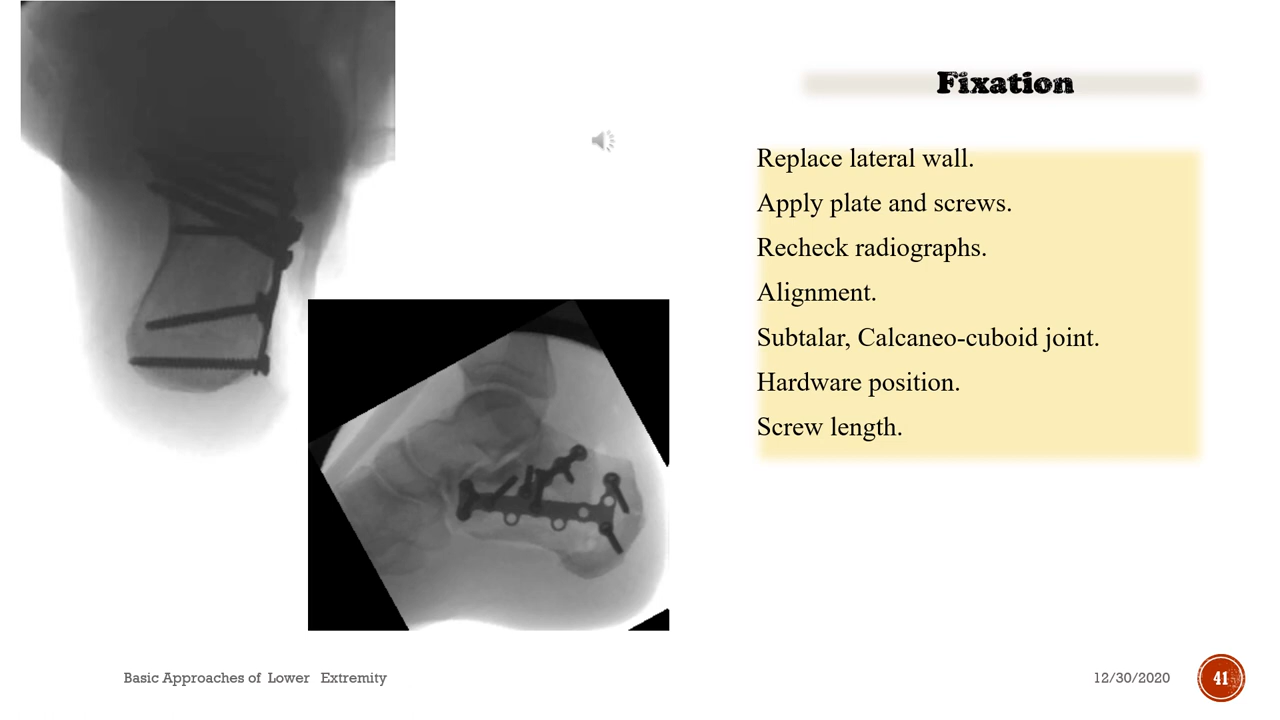 Fixation
Replace lateral wall.
Apply plate and screws.
Recheck radiographs.
Alignment.
Subtalar, Calcaneo-cuboid joint.
Hardware position.
Screw length.
Basic Approaches of Lower Extremity
12/30/2020
41